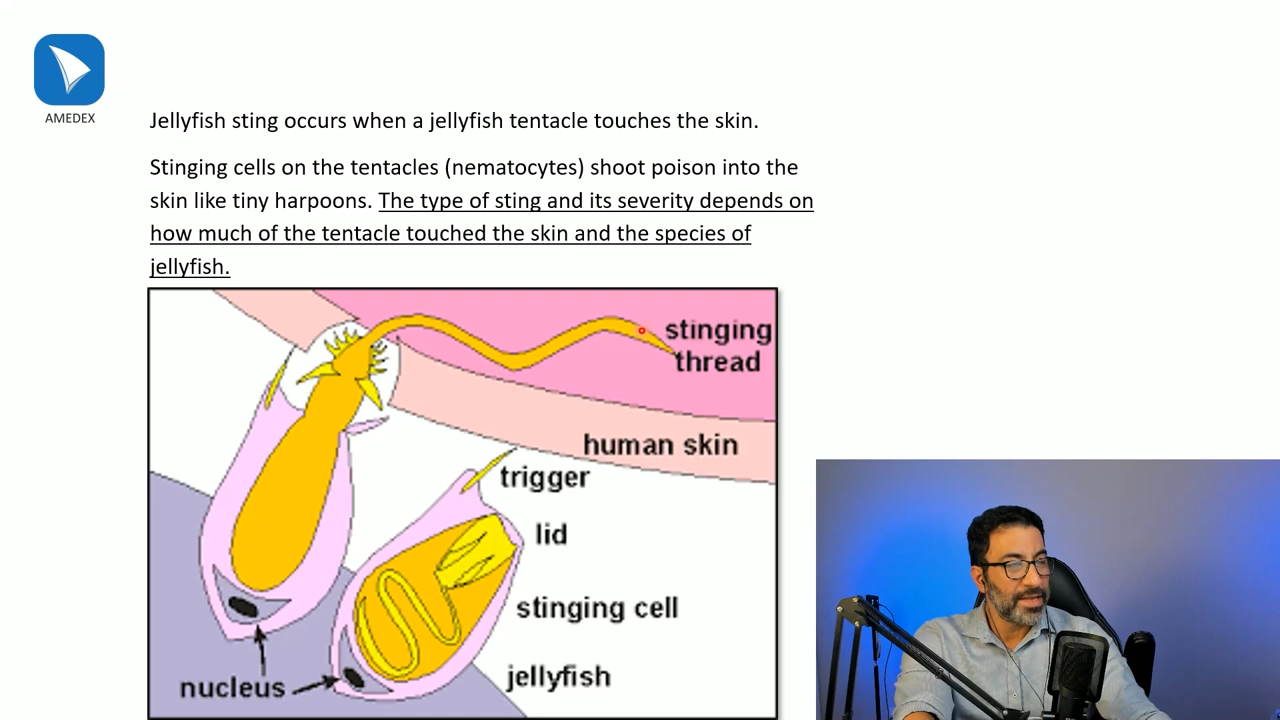 AMEDEX
Jellyfish sting occurs when a jellyfish tentacle touches the skin.
Stinging cells on the tentacles (nematocytes) shoot poison into the
skin like tiny harpoons. The type of sting and its severity depends on
how much of the tentacle touched the skin and the species of
jellyfish.
stinging
thread
human skin
trigger
lid
stinging cell
jellyfish
nucleus